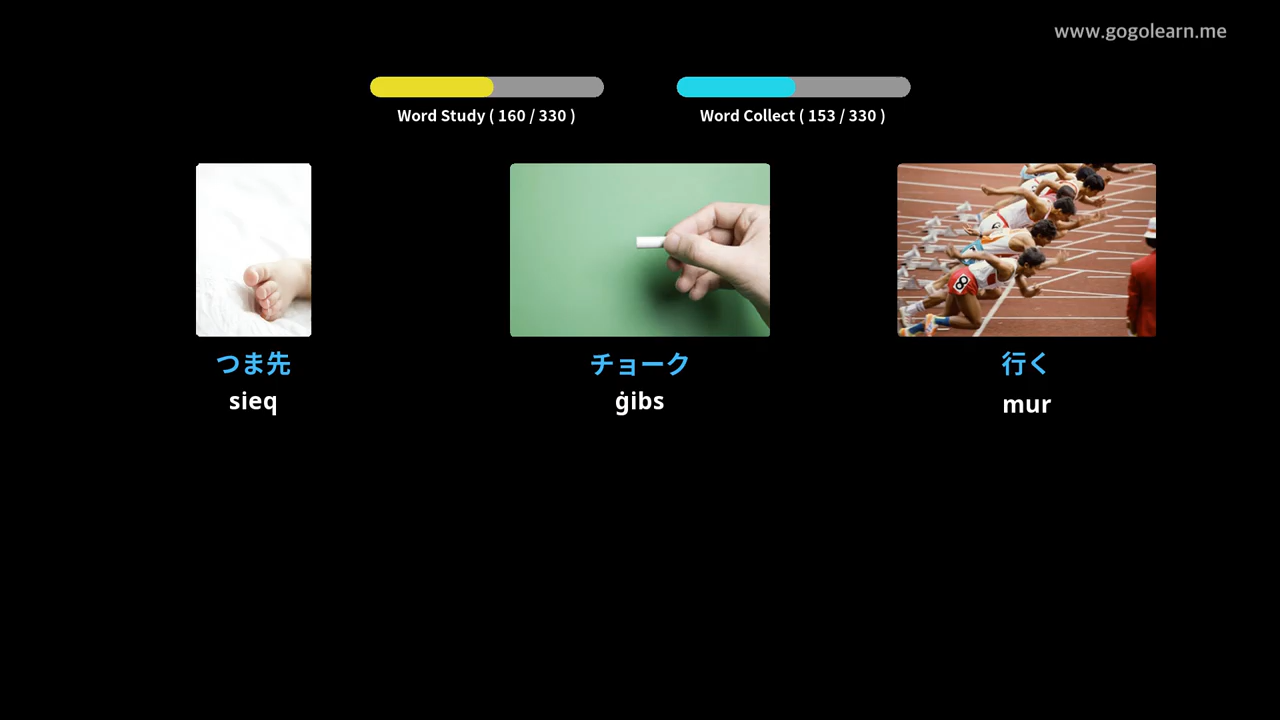 www.gogolearn.me
Word Study ( 160 / 330 )
Word Collect ( 153 / 330 )
つま先
sieq
チョーク
ġibs
行く
mur
8